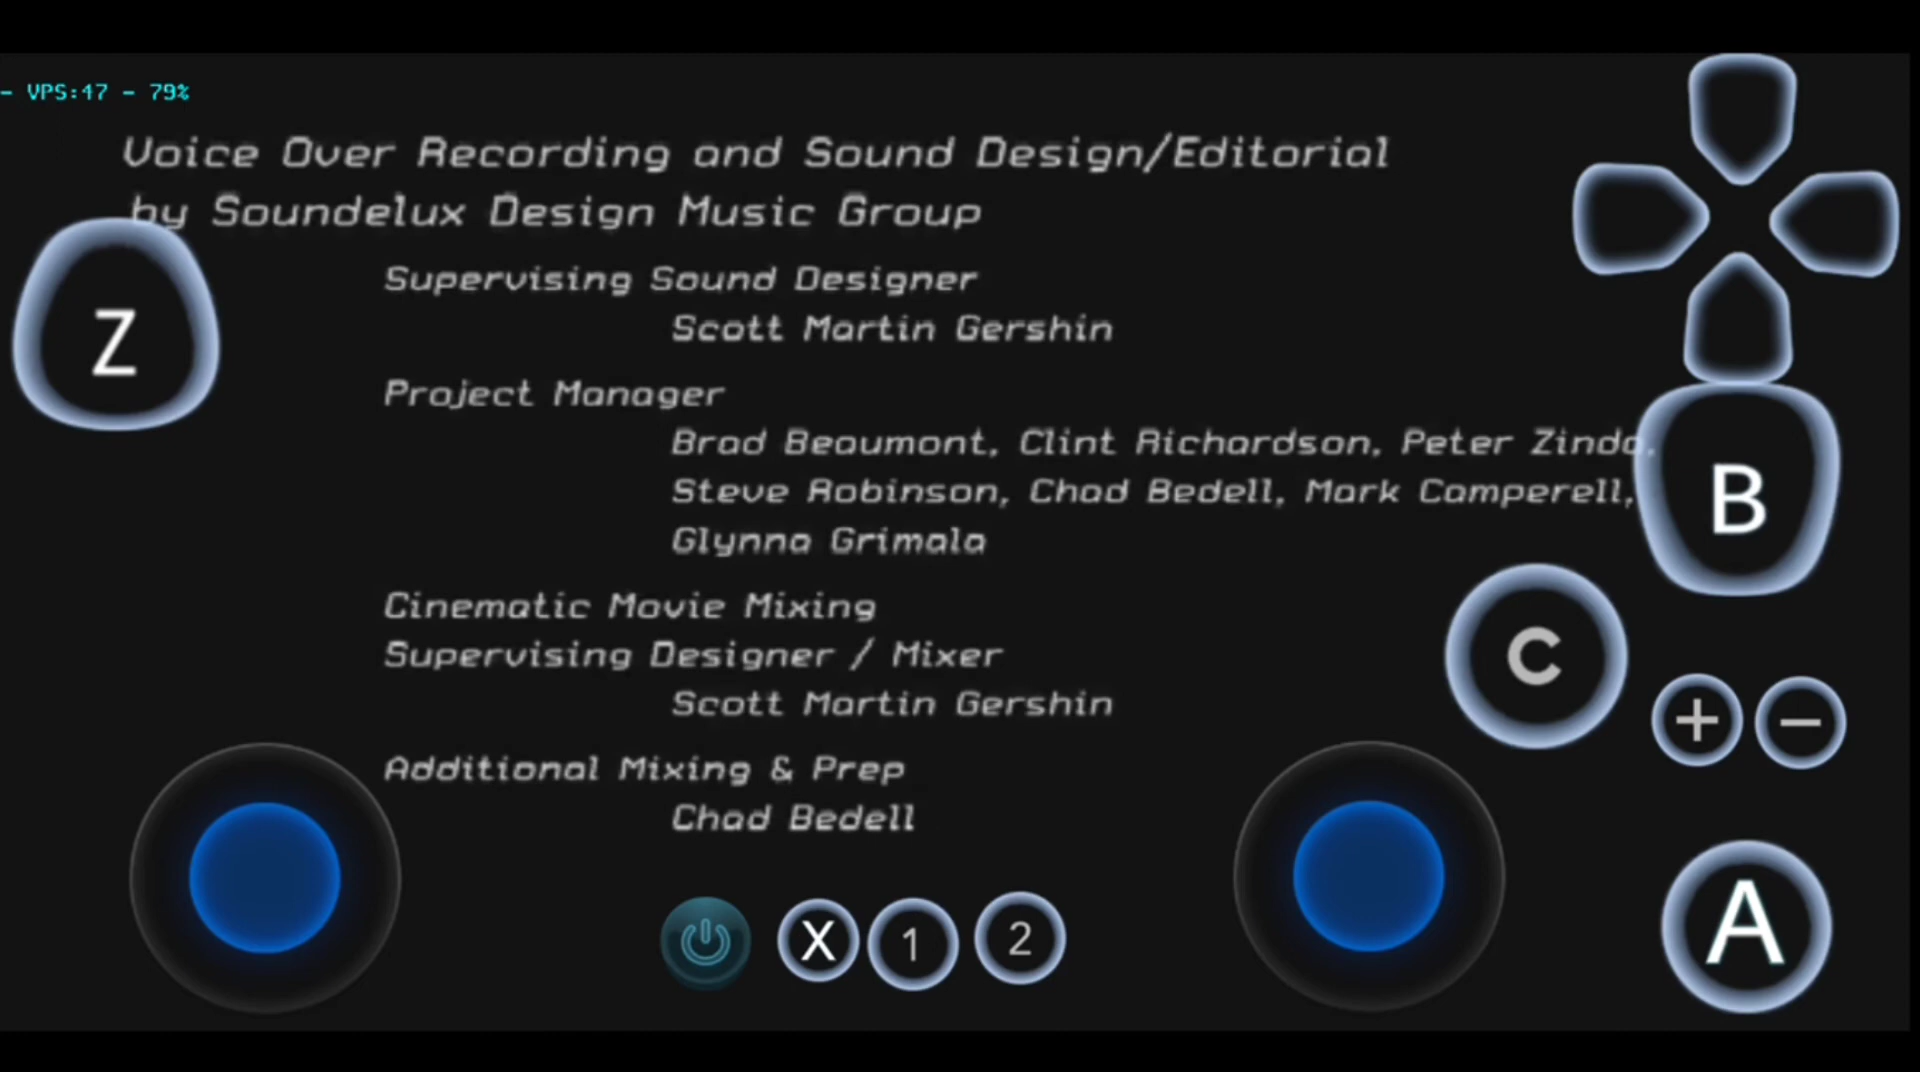 - VPS:47 - 79%
Voice Over Recording and Sound Design/Editorial
by Soundelux Design Music Group
Supervising Sound Designer
Scott Martin Gershin
Project Manager
Brad Beaumont, Clint Richardson, Peter Zinda,
Steve Robinson, Chad Bedell, Mark Camperell,
Glynna Grimala
Cinematic Movie Mixing
Supervising Designer / Mixer
Scott Martin Gershin
Additional Mixing & Prep
Chad Bedell
Z
B
C
+ −
A
X 1 2